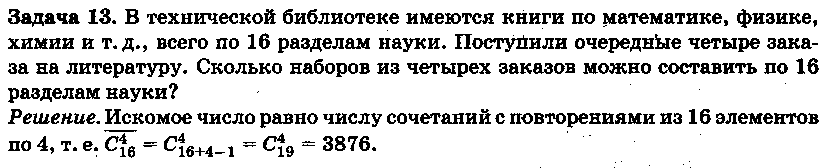 Задача 13. В технической библиотеке имеются книги по математике, физике,
химии и т. д., всего по 16 разделам науки. Поступили очередные четыре зака-
за на литературу. Сколько наборов из четырех заказов можно составить по 16
разделам науки?
Решение. Искомое число равно числу сочетаний с повторениями из 16 элементов
по 4, т. е. $\overline{C_{16}^4} = C_{16+4-1}^4 = C_{19}^4 = 3876.$